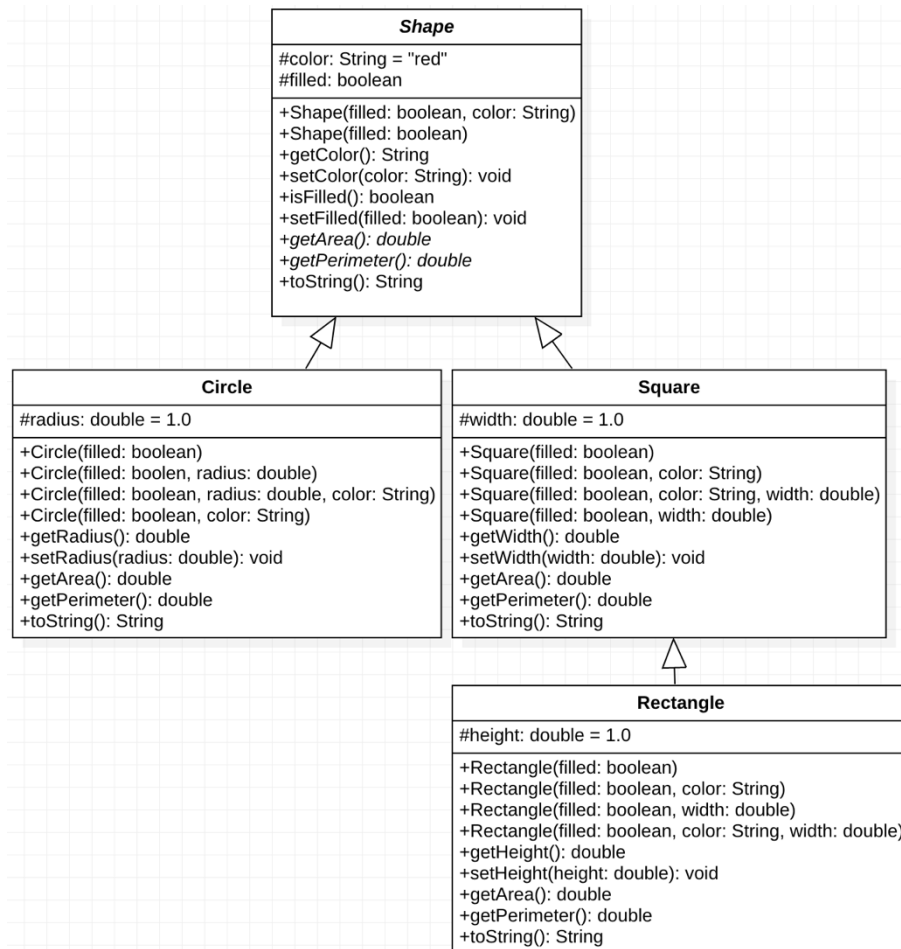 Shape
#color: String = "red"
#filled: boolean
+Shape(filled: boolean, color: String)
+Shape(filled: boolean)
+getColor(): String
+setColor(color: String): void
+isFilled(): boolean
+setFilled(filled: boolean): void
+getArea(): double
+getPerimeter(): double
+toString(): String
Circle
#radius: double = 1.0
+Circle(filled: boolean)
+Circle(filled: boolen, radius: double)
+Circle(filled: boolean, radius: double, color: String)
+Circle(filled: boolean, color: String)
+getRadius(): double
+setRadius(radius: double): void
+getArea(): double
+getPerimeter(): double
+toString(): String
Square
#width: double = 1.0
+Square(filled: boolean)
+Square(filled: boolean, color: String)
+Square(filled: boolean, color: String, width: double)
+Square(filled: boolean, width: double)
+getWidth(): double
+setWidth(width: double): void
+getArea(): double
+getPerimeter(): double
+toString(): String
Rectangle
#height: double = 1.0
+Rectangle(filled: boolean)
+Rectangle(filled: boolean, color: String)
+Rectangle(filled: boolean, width: double)
+Rectangle(filled: boolean, color: String, width: double)
+getHeight(): double
+setHeight(height: double): void
+getArea(): double
+getPerimeter(): double
+toString(): String